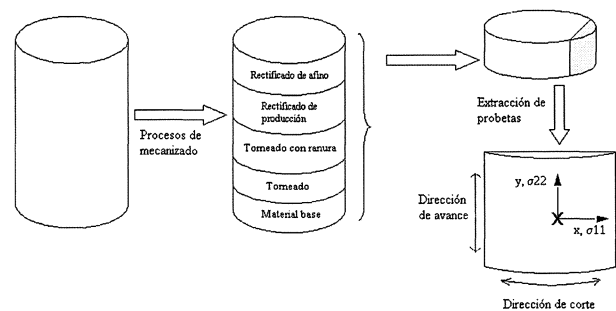 Procesos de
mecanizado
Rectificado de afino
Rectificado de
producción
Torneado con ranura
Torneado
Material base
Extracción de
probetas
Dirección
de avance
y, σ22
x, σ11
Dirección de corte